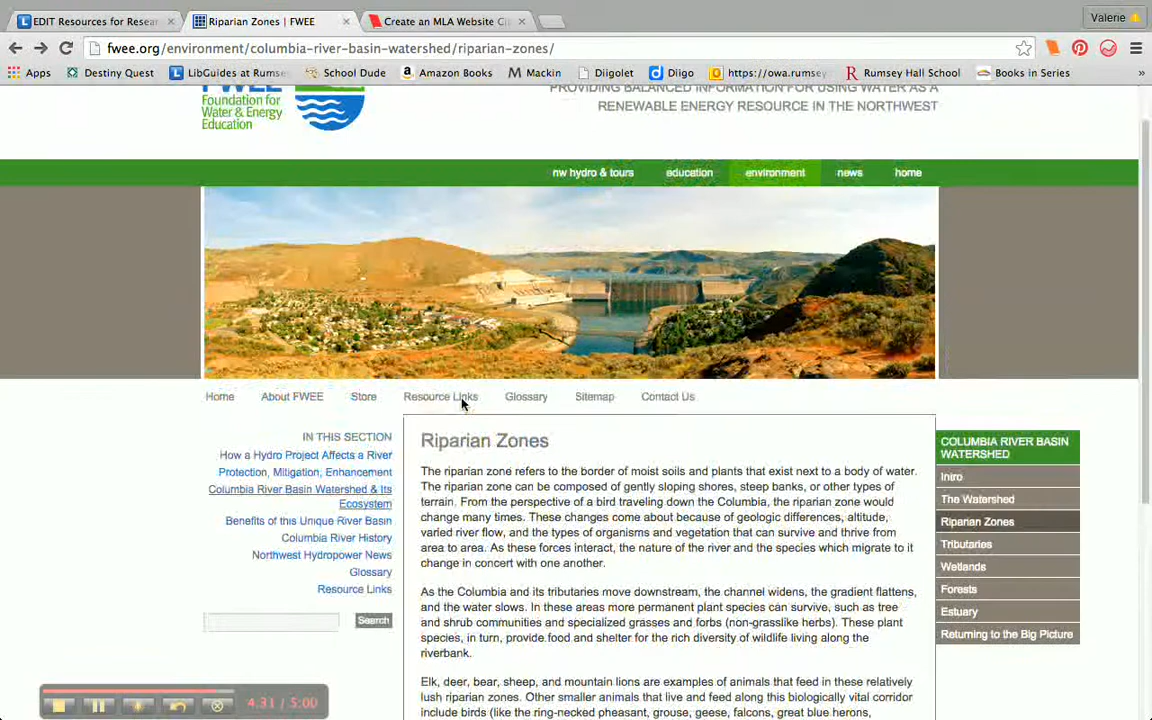 EDIT Resources for Resear
Riparian Zones | FWEE
Create an MLA Website Ci
Valerie
fwee.org/environment/columbia-river-basin-watershed/riparian-zones/
Apps
Destiny Quest
LibGuides at Rumse
School Dude
Amazon Books
Mackin
Diigolet
Diigo
https://owa.rumsey
Rumsey Hall School
Books in Series
»
FWEE
Foundation for
Water & Energy
Education
PROVIDING BALANCED INFORMATION FOR USING WATER AS A
RENEWABLE ENERGY RESOURCE IN THE NORTHWEST
nw hydro & tours education environment news home
Home About FWEE Store Resource Links Glossary Sitemap Contact Us
IN THIS SECTION
How a Hydro Project Affects a River
Protection, Mitigation, Enhancement
Columbia River Basin Watershed & Its
Ecosystem
Benefits of this Unique River Basin
Columbia River History
Northwest Hydropower News
Glossary
Resource Links
Search
Riparian Zones
The riparian zone refers to the border of moist soils and plants that exist next to a body of water.
The riparian zone can be composed of gently sloping shores, steep banks, or other types of
terrain. From the perspective of a bird traveling down the Columbia, the riparian zone would
change many times. These changes come about because of geologic differences, altitude,
varied river flow, and the types of organisms and vegetation that can survive and thrive from
area to area. As these forces interact, the nature of the river and the species which migrate to it
change in concert with one another.
As the Columbia and its tributaries move downstream, the channel widens, the gradient flattens,
and the water slows. In these areas more permanent plant species can survive, such as tree
and shrub communities and specialized grasses and forbs (non-grasslike herbs). These plant
species, in turn, provide food and shelter for the rich diversity of wildlife living along the
riverbank.
Elk, deer, bear, sheep, and mountain lions are examples of animals that feed in these relatively
lush riparian zones. Other smaller animals that live and feed along this biologically vital corridor
include birds (like the ring-necked pheasant, grouse, geese, falcons, great blue herons,
COLUMBIA RIVER BASIN
WATERSHED
Intro
The Watershed
Riparian Zones
Tributaries
Wetlands
Forests
Estuary
Returning to the Big Picture
4:31 / 5:00